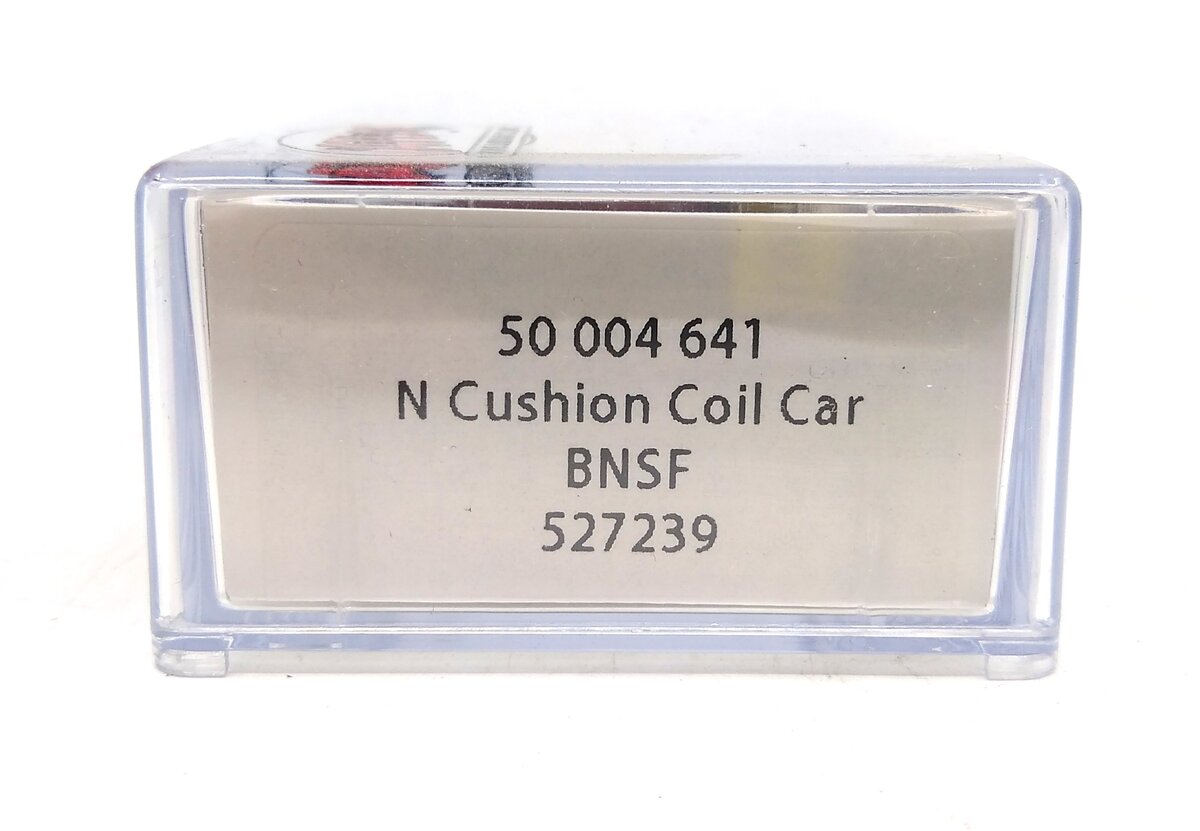 50 004 641
N Cushion Coil Car
BNSF
527239